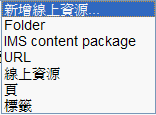 新增線上資源...
Folder
IMS content package
URL
線上資源
頁
標籤